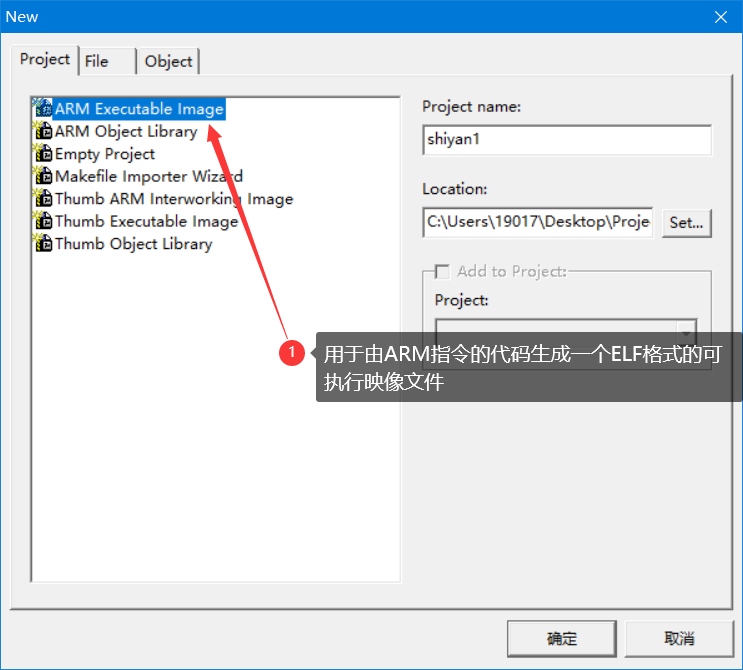 New
Project
File
Object
ARM Executable Image
ARM Object Library
Empty Project
Makefile Importer Wizard
Thumb ARM Interworking Image
Thumb Executable Image
Thumb Object Library
Project name:
shiyan1
Location:
C:\Users\19017\Desktop\Proje
Set...
Add to Project:
Project:
1
用于由ARM指令的代码生成一个ELF格式的可
执行映像文件
确定
取消